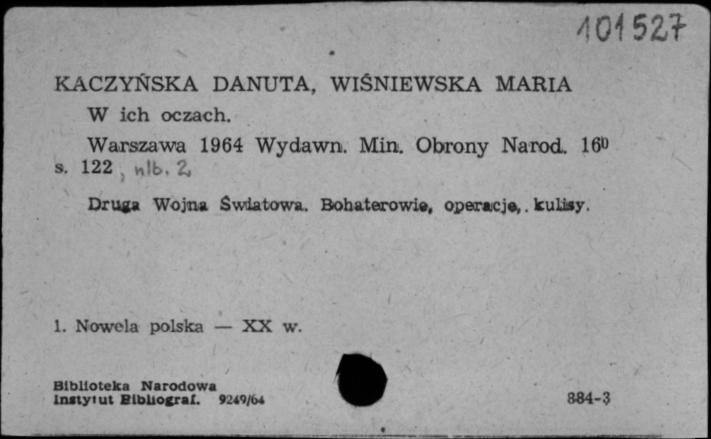 101527
KACZYŃSKA DANUTA, WIŚNIEWSKA MARIA
W ich oczach.
Warszawa 1964 Wydawn. Min. Obrony Narod. 16⁰
s. 122, nlb. 2,
Druga Wojna Światowa. Bohaterowie, operacje, . kulisy.
1. Nowela polska — XX w.
Biblioteka Narodowa
Instytut Bibliograf. 9249/64
884-3